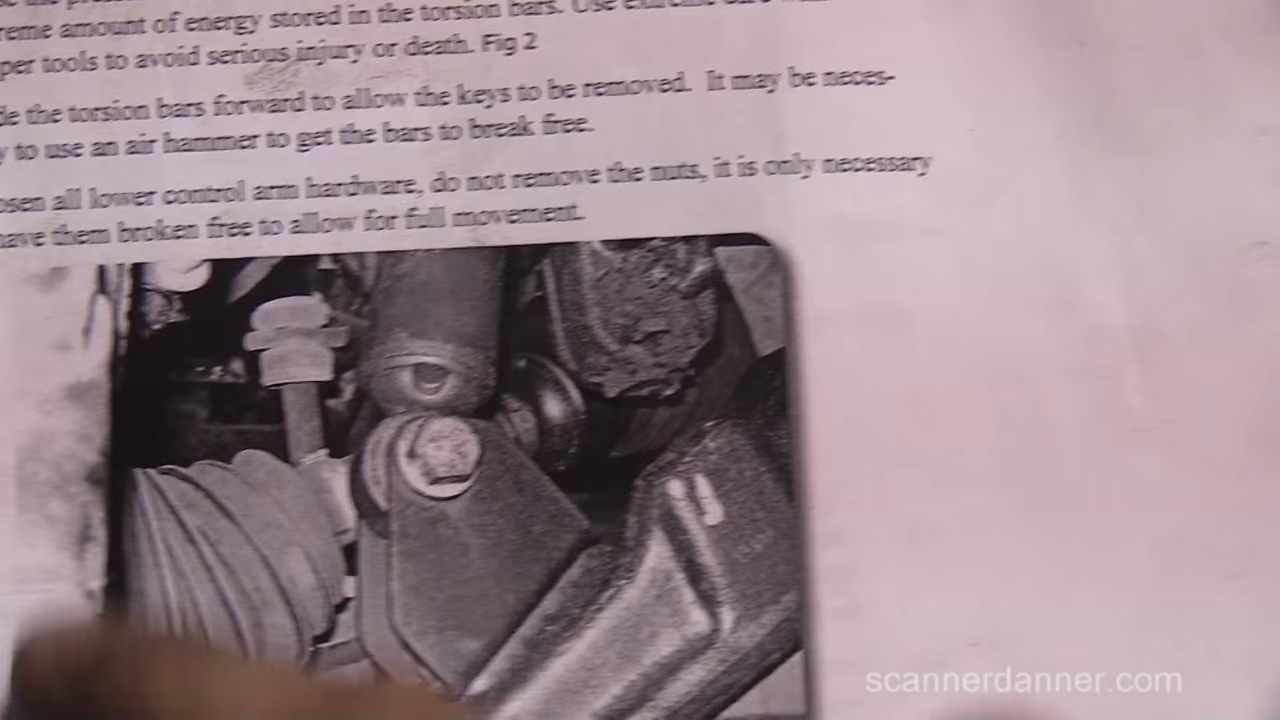 reme amount of energy stored in the torsion bars. Use extreme care
per tools to avoid serious injury or death. Fig 2
de the torsion bars forward to allow the keys to be removed. It may be neces-
y to use an air hammer to get the bars to break free.
osen all lower control arm hardware, do not remove the nuts, it is only necessary
have them broken free to allow for full movement.
scannerdanner.com